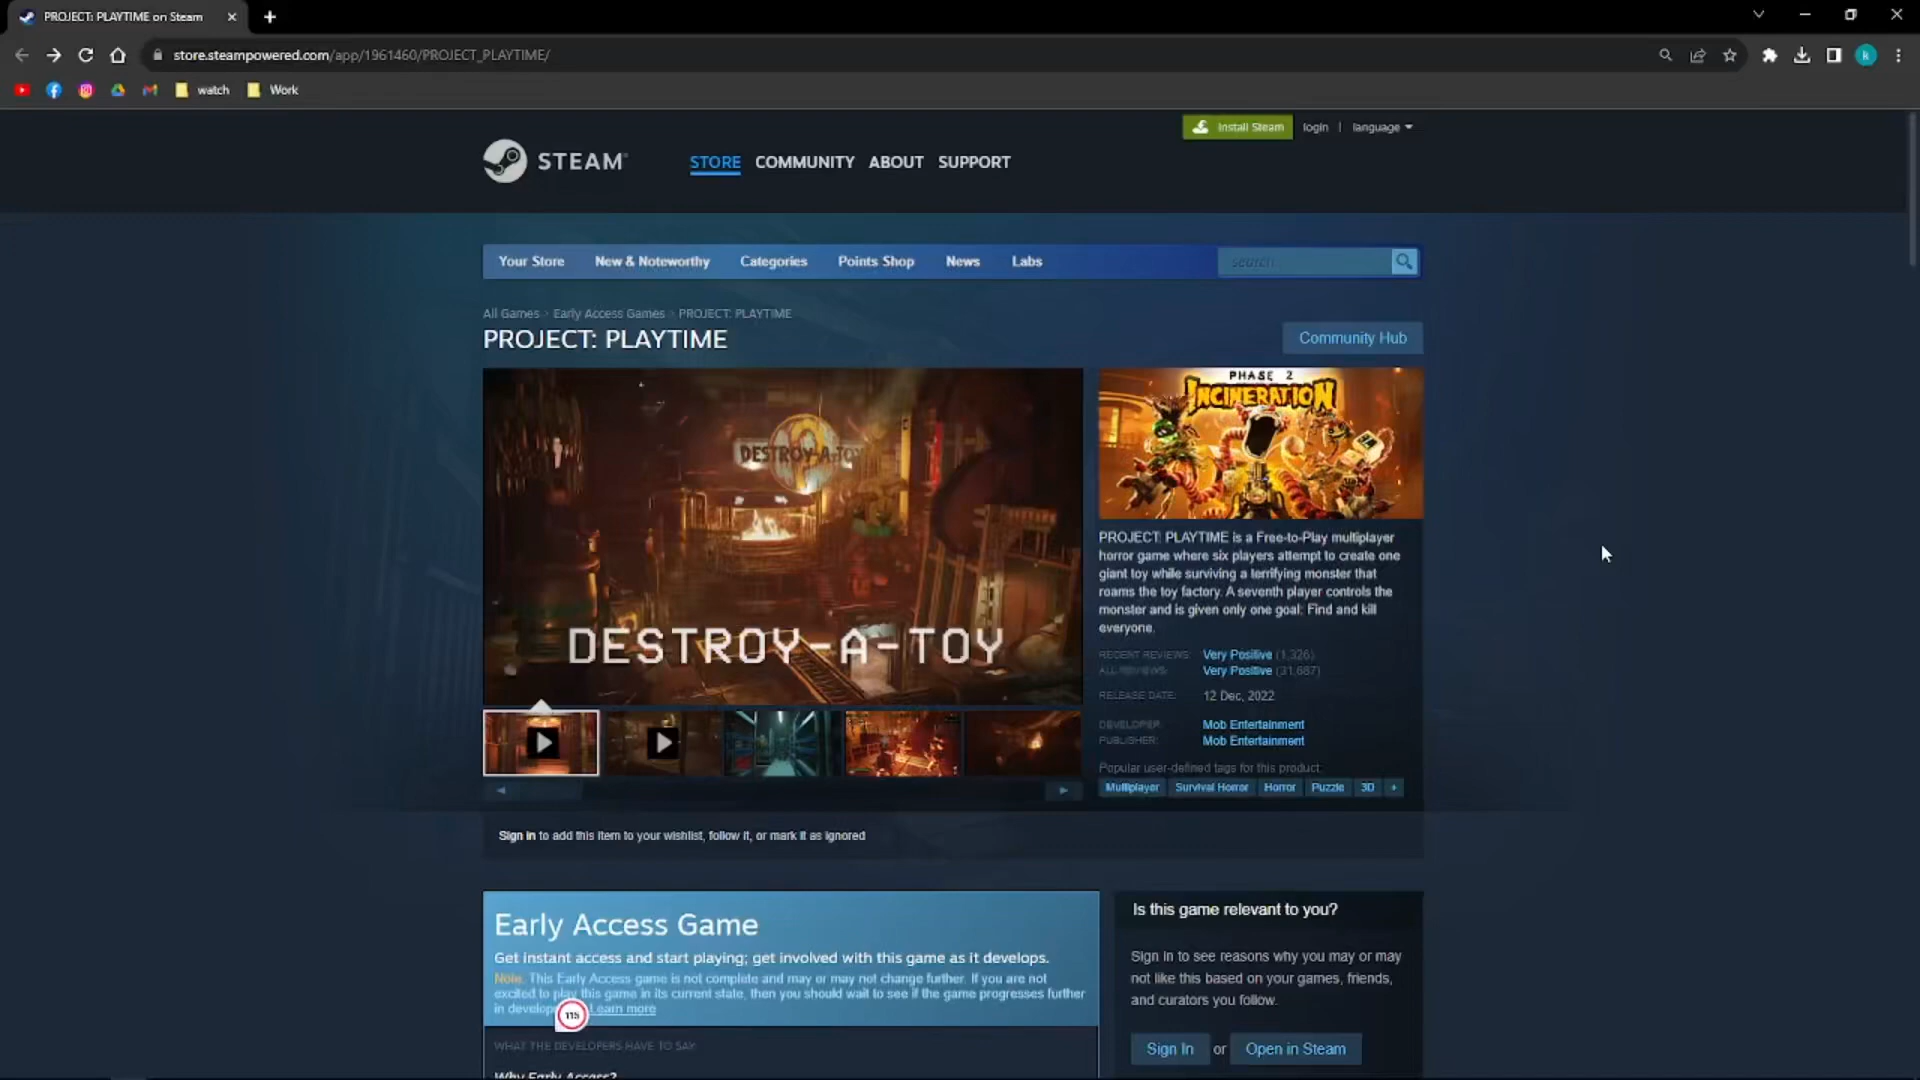 PROJECT: PLAYTIME on Steam
store.steampowered.com/app/1961460/PROJECT_PLAYTIME/
k
watch
Work
Install Steam
login | language
STEAM
STORE COMMUNITY ABOUT SUPPORT
Your Store New & Noteworthy Categories Points Shop News Labs
search
All Games > Early Access Games > PROJECT: PLAYTIME
PROJECT: PLAYTIME
Community Hub
DESTROY-A-TOY
DESTROY-A-TOY
PHASE 2
INCINERATION
PROJECT: PLAYTIME is a Free-to-Play multiplayer
horror game where six players attempt to create one
giant toy while surviving a terrifying monster that
roams the toy factory. A seventh player controls the
monster and is given only one goal: Find and kill
everyone.
RECENT REVIEWS: Very Positive (1,326)
ALL REVIEWS: Very Positive (31,687)
RELEASE DATE: 12 Dec, 2022
DEVELOPER: Mob Entertainment
PUBLISHER: Mob Entertainment
Popular user-defined tags for this product:
Multiplayer Survival Horror Horror Puzzle 3D +
Sign in to add this item to your wishlist, follow it, or mark it as ignored
Early Access Game
Get instant access and start playing; get involved with this game as it develops.
Note: This Early Access game is not complete and may or may not change further. If you are not
excited to play this game in its current state, then you should wait to see if the game progresses further
in develop Learn more
115
WHAT THE DEVELOPERS HAVE TO SAY:
Why Early Access?
Is this game relevant to you?
Sign in to see reasons why you may or may
not like this based on your games, friends,
and curators you follow.
Sign In or Open in Steam